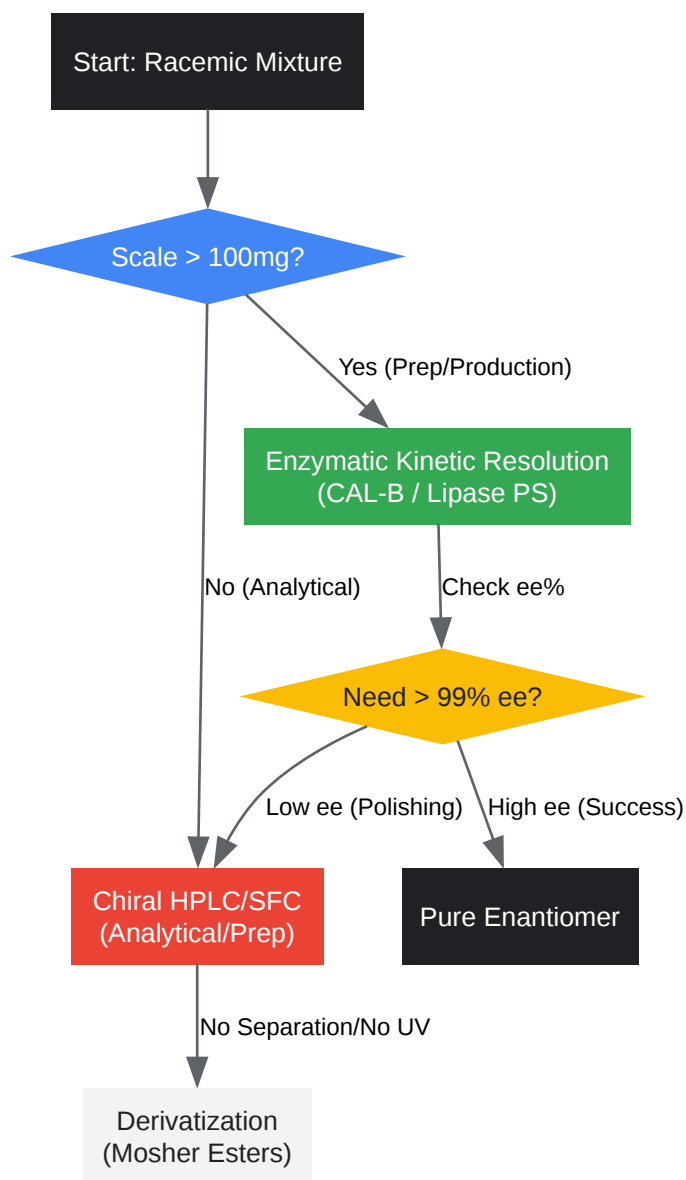 Start: Racemic Mixture
Scale > 100mg?
Yes (Prep/Production)
Enzymatic Kinetic Resolution
(CAL-B / Lipase PS)
No (Analytical)
Check ee%
Need > 99% ee?
Low ee (Polishing)
High ee (Success)
Chiral HPLC/SFC
(Analytical/Prep)
Pure Enantiomer
No Separation/No UV
Derivatization
(Mosher Esters)